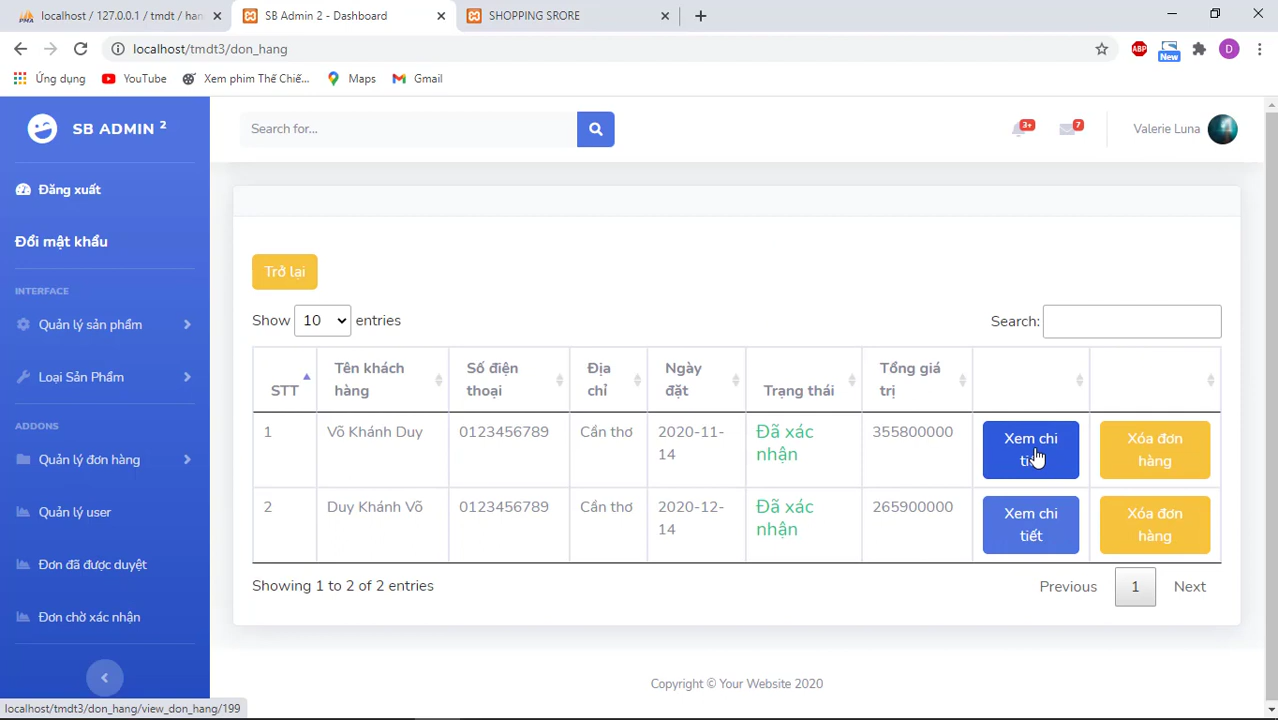 localhost / 127.0.0.1 / tmdt / han
SB Admin 2 - Dashboard
SHOPPING SRORE
localhost/tmdt3/don_hang
ABP
New
D
Ứng dụng
YouTube
Xem phim Thế Chiế...
Maps
Gmail
SB ADMIN 2
Search for...
3+
7
Valerie Luna
Đăng xuất
Đổi mật khẩu
INTERFACE
Quản lý sản phẩm
Loại Sản Phẩm
ADDONS
Quản lý đơn hàng
Quản lý user
Đơn đã được duyệt
Đơn chờ xác nhận
Trở lại
Show 10 entries
Search:
STT
Tên khách
hàng
Số điện
thoại
Địa
chỉ
Ngày
đặt
Trạng thái
Tổng giá
trị
1
Võ Khánh Duy
0123456789
Cần thơ
2020-11-
14
Đã xác
nhận
355800000
Xem chi
Xóa đơn
hàng
2
Duy Khánh Võ
0123456789
Cần thơ
2020-12-
14
Đã xác
nhận
265900000
Xem chi
tiết
Xóa đơn
hàng
Showing 1 to 2 of 2 entries
Previous
1
Next
Copyright © Your Website 2020
localhost/tmdt3/don_hang/view_don_hang/199